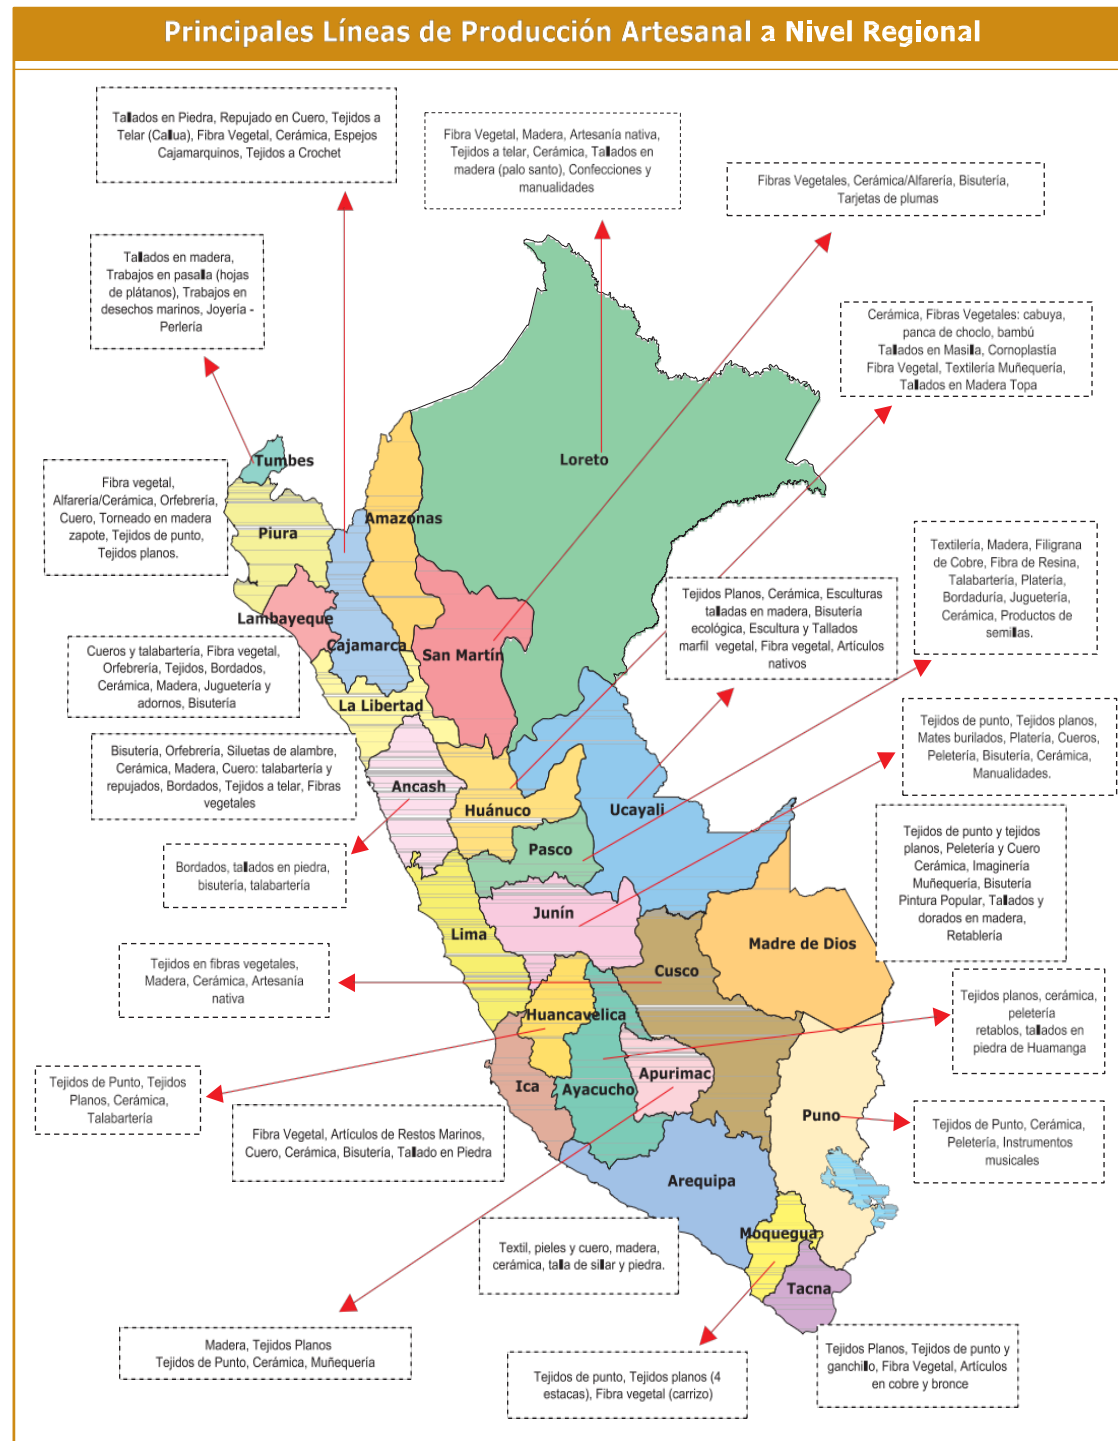 Principales Líneas de Producción Artesanal a Nivel Regional
Tallados en Piedra, Repujado en Cuero, Tejidos a
Telar (Callua), Fibra Vegetal, Cerámica, Espejos
Cajamarquinos, Tejidos a Crochet
Fibra Vegetal, Madera, Artesanía nativa,
Tejidos a telar, Cerámica, Tallados en
madera (palo santo), Confecciones y
manualidades
Fibras Vegetales, Cerámica/Alfarería, Bisutería,
Tarjetas de plumas
Tallados en madera,
Trabajos en pasalla (hojas
de plátanos), Trabajos en
desechos marinos, Joyería -
Perlería
Cerámica, Fibras Vegetales: cabuya,
panca de choclo, bambú
Tallados en Masilla, Cornoplastía
Fibra Vegetal, Textilería Muñequería,
Tallados en Madera Topa
Tumbes
Loreto
Fibra vegetal,
Alfarería/Cerámica, Orfebrería,
Cuero, Torneado en madera
zapote, Tejidos de punto,
Tejidos planos.
Piura
Amazonas
Textilería, Madera, Filigrana
de Cobre, Fibra de Resina,
Talabartería, Platería,
Bordaduría, Juguetería,
Cerámica, Productos de
semillas.
Tejidos Planos, Cerámica, Esculturas
talladas en madera, Bisutería
ecológica, Escultura y Tallados
marfil vegetal, Fibra vegetal, Artículos
nativos
Lambayeque
Cajamarca
San Martín
Cueros y talabartería, Fibra vegetal,
Orfebrería, Tejidos, Bordados,
Cerámica, Madera, Juguetería y
adornos, Bisutería
La Libertad
Tejidos de punto, Tejidos planos,
Mates burilados, Platería, Cueros,
Peletería, Bisutería, Cerámica,
Manualidades.
Bisutería, Orfebrería, Siluetas de alambre,
Cerámica, Madera, Cuero: talabartería y
repujados, Bordados, Tejidos a telar, Fibras
vegetales
Ancash
Huánuco
Ucayali
Pasco
Bordados, tallados en piedra,
bisutería, talabartería
Tejidos de punto y tejidos
planos, Peletería y Cuero
Cerámica, Imaginería
Muñequería, Bisuteria
Pintura Popular, Tallados y
dorados en madera,
Retablería
Junín
Lima
Madre de Dios
Cusco
Tejidos en fibras vegetales,
Madera, Cerámica, Artesanía
nativa
Huancavelica
Tejidos planos, cerámica,
peletería
retablos, tallados en
piedra de Huamanga
Tejidos de Punto, Tejidos
Planos, Cerámica,
Talabartería
Ica
Ayacucho
Apurimac
Puno
Fibra Vegetal, Artículos de Restos Marinos,
Cuero, Cerámica, Bisutería, Tallado en Piedra
Tejidos de Punto, Cerámica,
Peletería, Instrumentos
musicales
Arequipa
Moquegua
Textil, pieles y cuero, madera,
cerámica, talla de sillar y piedra.
Tacna
Madera, Tejidos Planos
Tejidos de Punto, Cerámica, Muñequería
Tejidos de punto, Tejidos planos (4
estacas), Fibra vegetal (carrizo)
Tejidos Planos, Tejidos de punto y
ganchillo, Fibra Vegetal, Artículos
en cobre y bronce